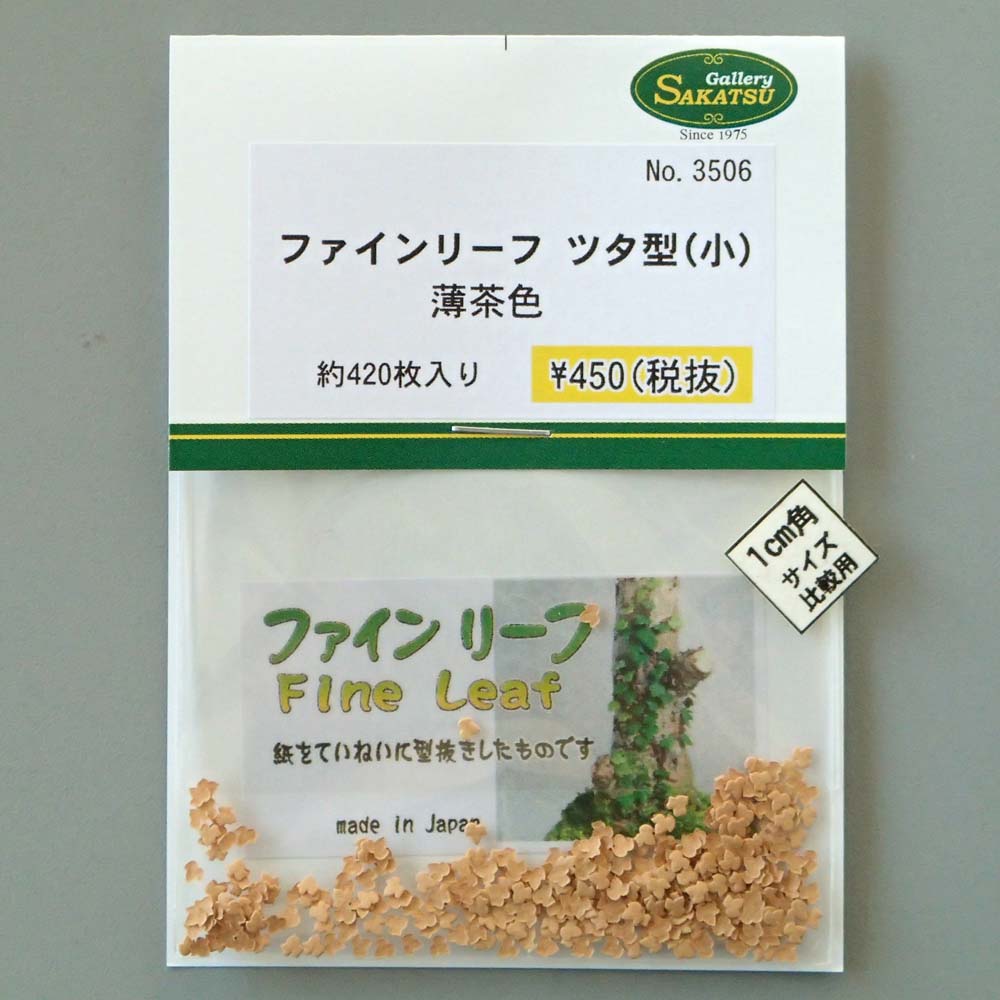 Gallery
SAKATSU
Since 1975
No. 3506
ファインリーフ ツタ型(小)
薄茶色
約420枚入り
¥450(税抜)
1cm角
サイズ
比較用
ファインリーフ
Fine Leaf
紙をていねいに型抜きしたものです
made in Japan